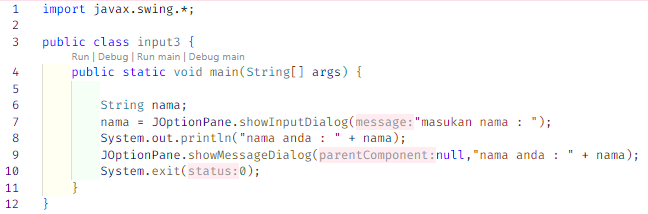 1 import javax.swing.*;
2
3 public class input3 {
Run | Debug | Run main | Debug main
4 public static void main(String[] args) {
5
6 String nama;
7 nama = JOptionPane.showInputDialog(message:"masukan nama : ");
8 System.out.println("nama anda : " + nama);
9 JOptionPane.showMessageDialog(parentComponent:null,"nama anda : " + nama);
10 System.exit(status:0);
11 }
12 }